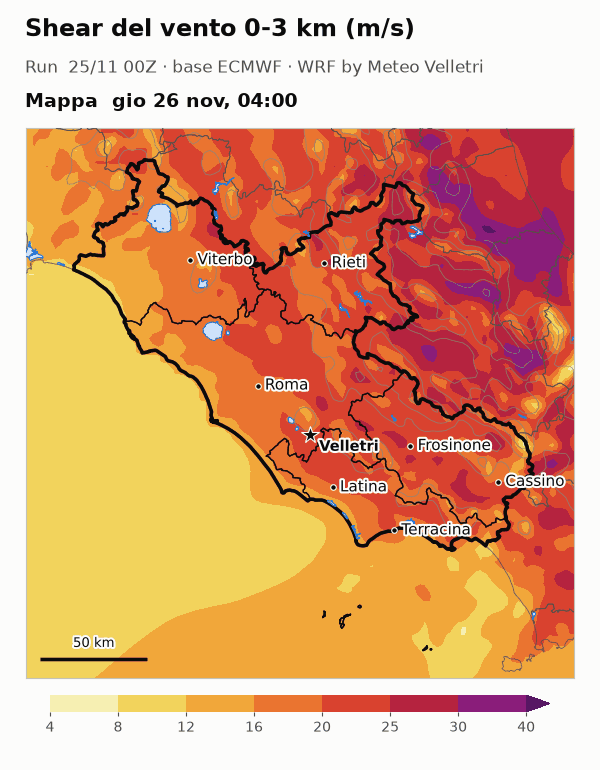 Shear del vento 0-3 km (m/s)
Run  25/11 00Z · base ECMWF · WRF by Meteo Velletri
Mappa  gio 26 nov, 04:00
Viterbo
Rieti
Roma
Velletri
Frosinone
Cassino
Latina
Terracina
50 km
4 8 12 16 20 25 30 40